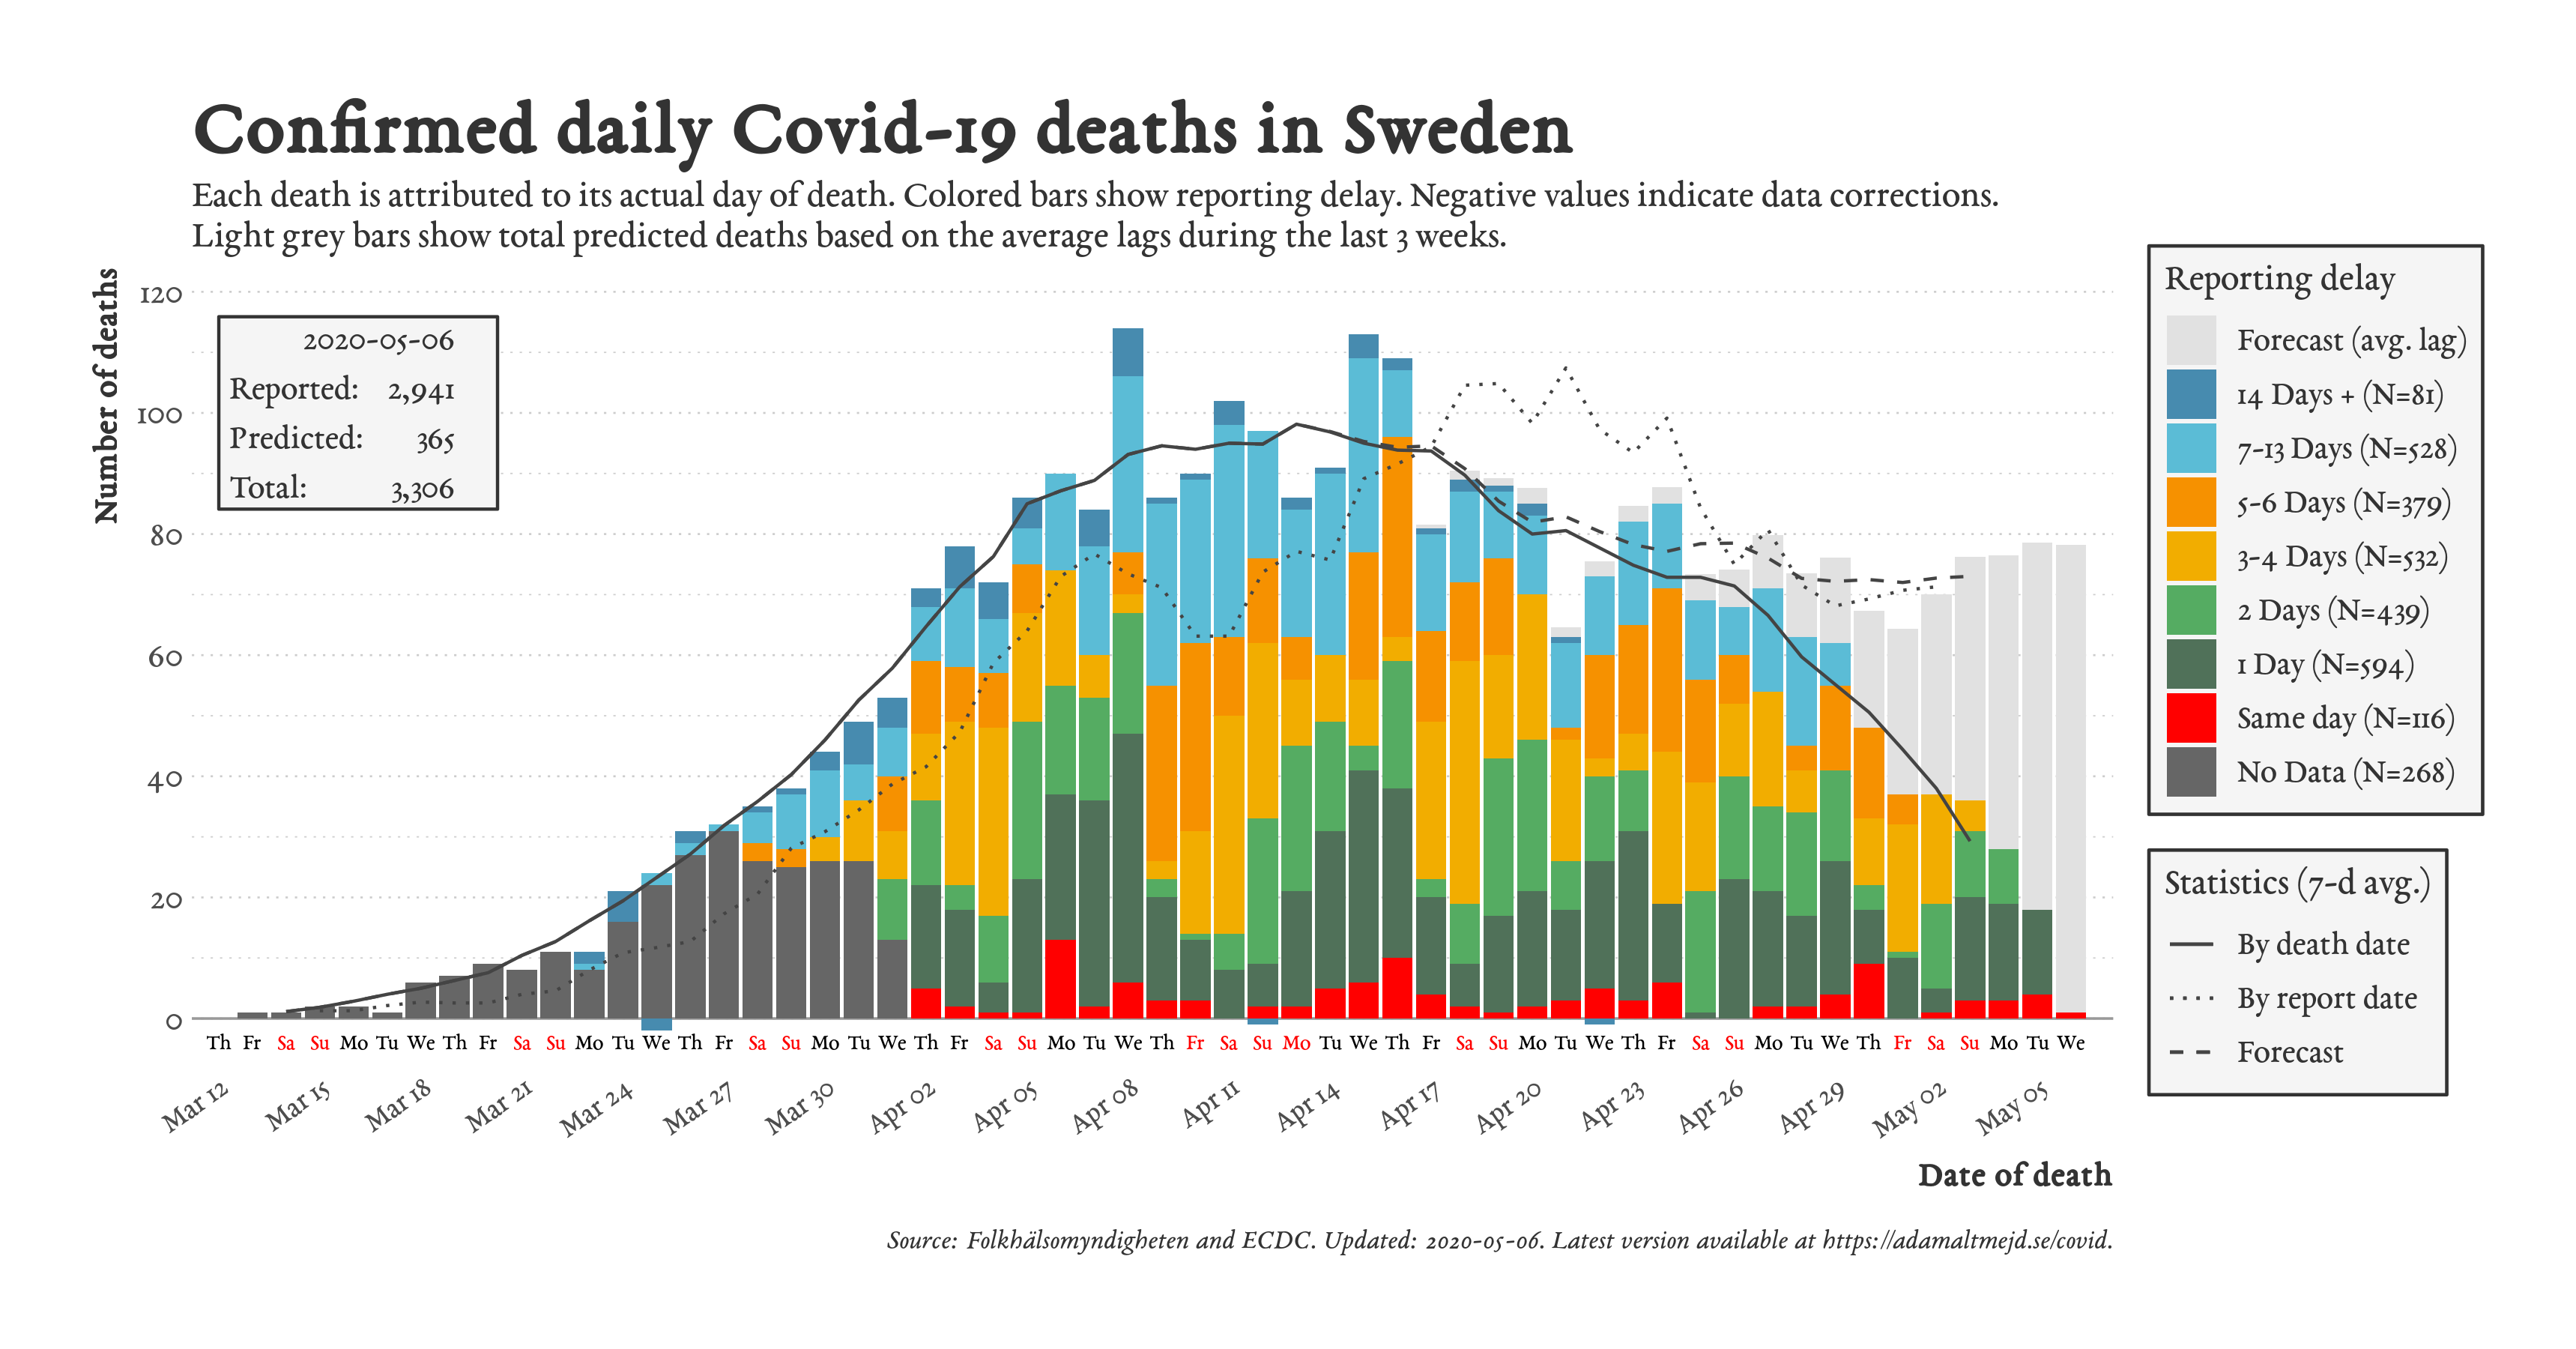 Confirmed daily Covid-19 deaths in Sweden
Each death is attributed to its actual day of death. Colored bars show reporting delay. Negative values indicate data corrections.
Light grey bars show total predicted deaths based on the average lags during the last 3 weeks.
Number of deaths
120
100
80
60
40
20
0
2020-05-06
Reported: 2,941
Predicted: 365
Total: 3,306
Th Fr Sa Su Mo Tu We Th Fr Sa Su Mo Tu We Th Fr Sa Su Mo Tu We Th Fr Sa Su Mo Tu We Th Fr Sa Su Mo Tu We Th Fr Sa Su Mo Tu We Th Fr Sa Su Mo Tu We Th Fr Sa Su Mo Tu We
Mar 12 Mar 15 Mar 18 Mar 21 Mar 24 Mar 27 Mar 30 Apr 02 Apr 05 Apr 08 Apr 11 Apr 14 Apr 17 Apr 20 Apr 23 Apr 26 Apr 29 May 02 May 05
Date of death
Reporting delay
Forecast (avg. lag)
14 Days + (N=81)
7-13 Days (N=528)
5-6 Days (N=379)
3-4 Days (N=532)
2 Days (N=439)
1 Day (N=594)
Same day (N=116)
No Data (N=268)
Statistics (7-d avg.)
By death date
By report date
Forecast
Source: Folkhälsomyndigheten and ECDC. Updated: 2020-05-06. Latest version available at https://adamaltmejd.se/covid.